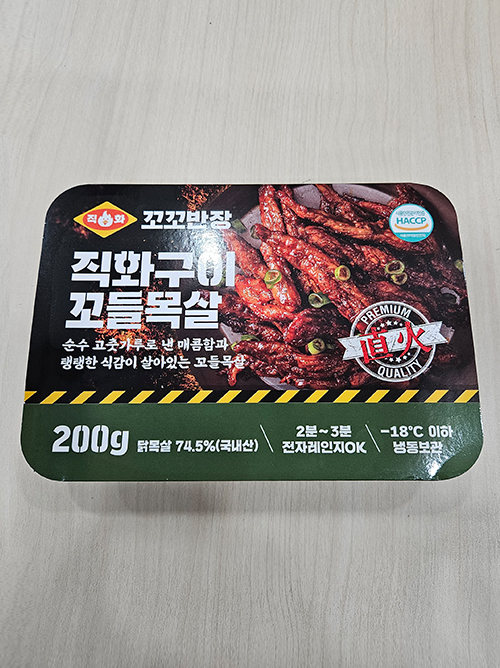 직화
꼬꼬반장
HACCP
직화구이
꼬들목살
순수 고춧가루로 낸 매콤함과
탱탱한 식감이 살아있는 꼬들목살
PREMIUM
直火
QUALITY
200g 닭목살 74.5%(국내산)
2분~3분
전자레인지OK
-18°C 이하
냉동보관